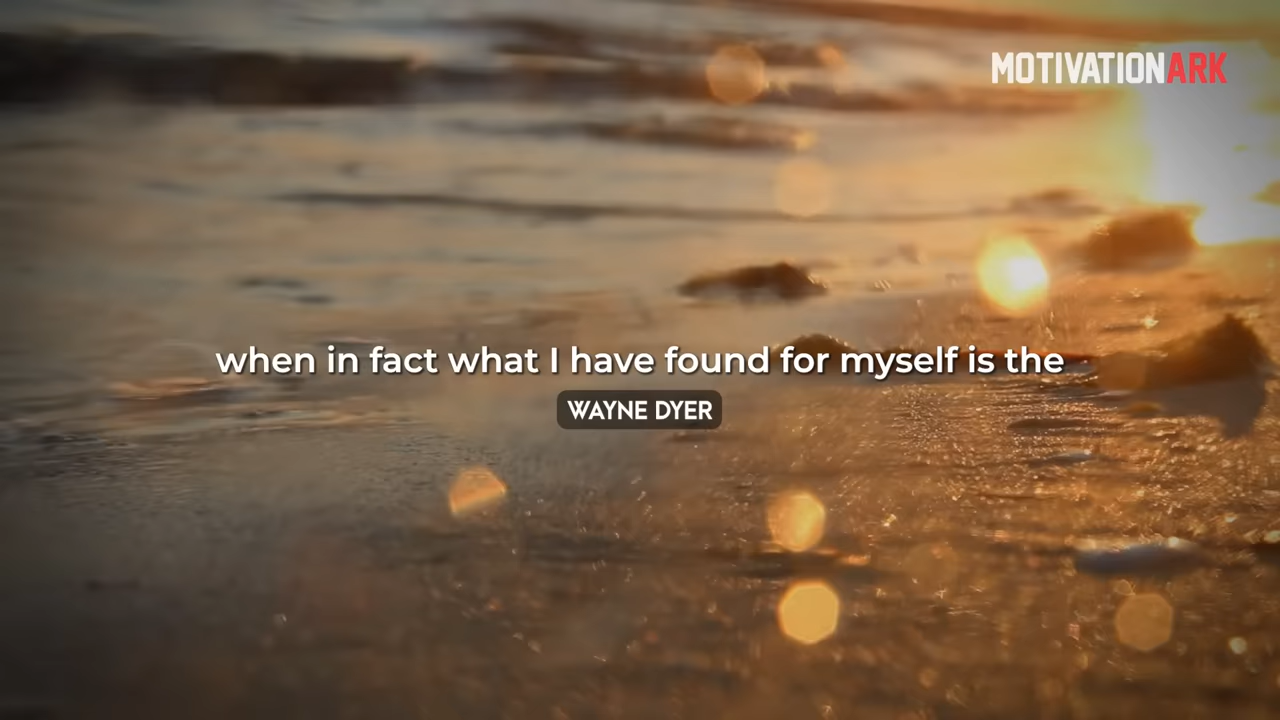 MOTIVATIONARK
when in fact what I have found for myself is the
WAYNE DYER